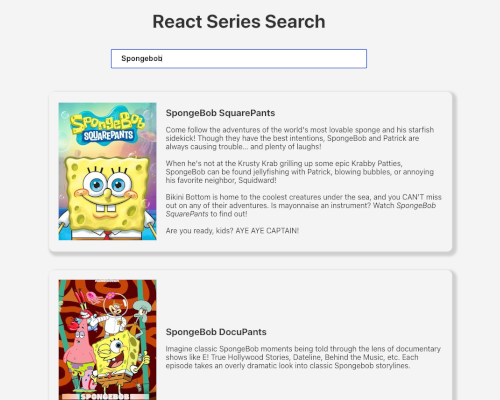 React Series Search
Spongebob
SpongeBob
SQUAREPANTS
SpongeBob SquarePants
Come follow the adventures of the world's most lovable sponge and his starfish
sidekick! Though they have the best intentions, SpongeBob and Patrick are
always causing trouble... and plenty of laughs!
When he's not at the Krusty Krab grilling up some epic Krabby Patties,
SpongeBob can be found jellyfishing with Patrick, blowing bubbles, or annoying
his favorite neighbor, Squidward!
Bikini Bottom is home to the coolest creatures under the sea, and you CAN'T miss
out on any of their adventures. Is mayonnaise an instrument? Watch SpongeBob
SquarePants to find out!
Are you ready, kids? AYE AYE CAPTAIN!
SPONGEBOB
SpongeBob DocuPants
Imagine classic SpongeBob moments being told through the lens of documentary
shows like E! True Hollywood Stories, Dateline, Behind the Music, etc. Each
episode takes an overly dramatic look into classic Spongebob storylines.